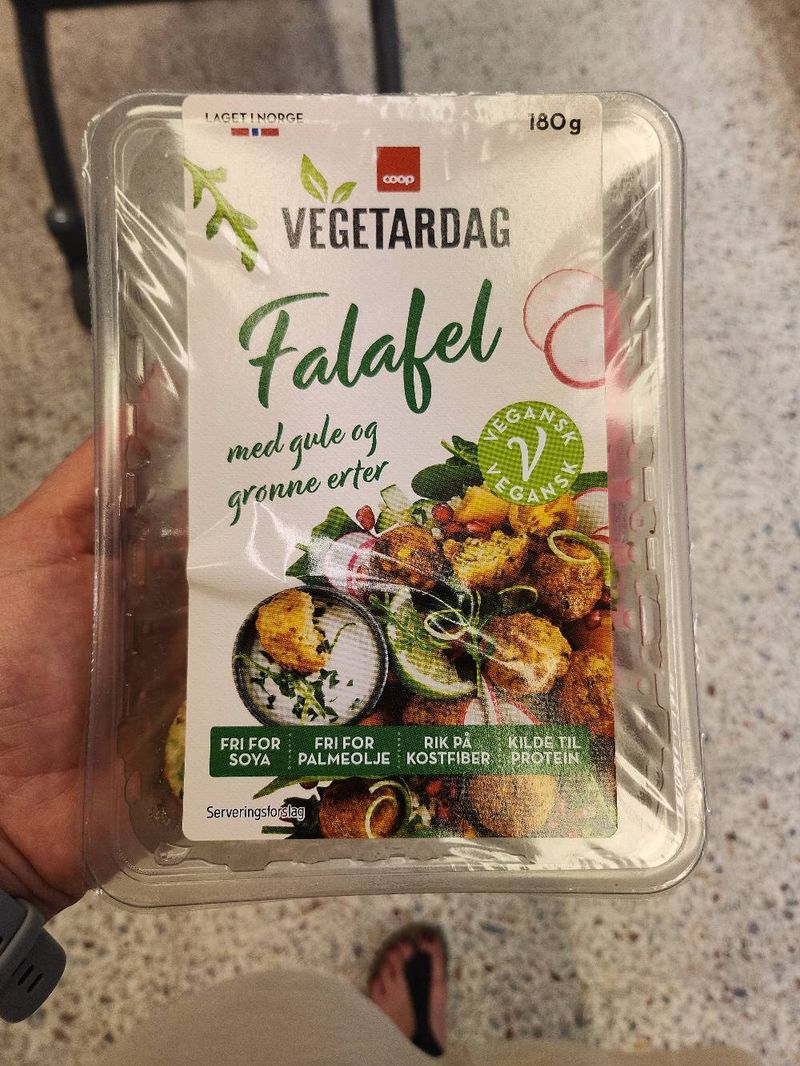 LAGET I NORGE
180g
coop
VEGETARDAG
Falafel
med gule og
grønne erter
VEGANSK
V
VEGANSK
FRI FOR
SOYA
FRI FOR
PALMEOLJE
RIK PÅ
KOSTFIBER
KILDE TIL
PROTEIN
Serveringsforslag